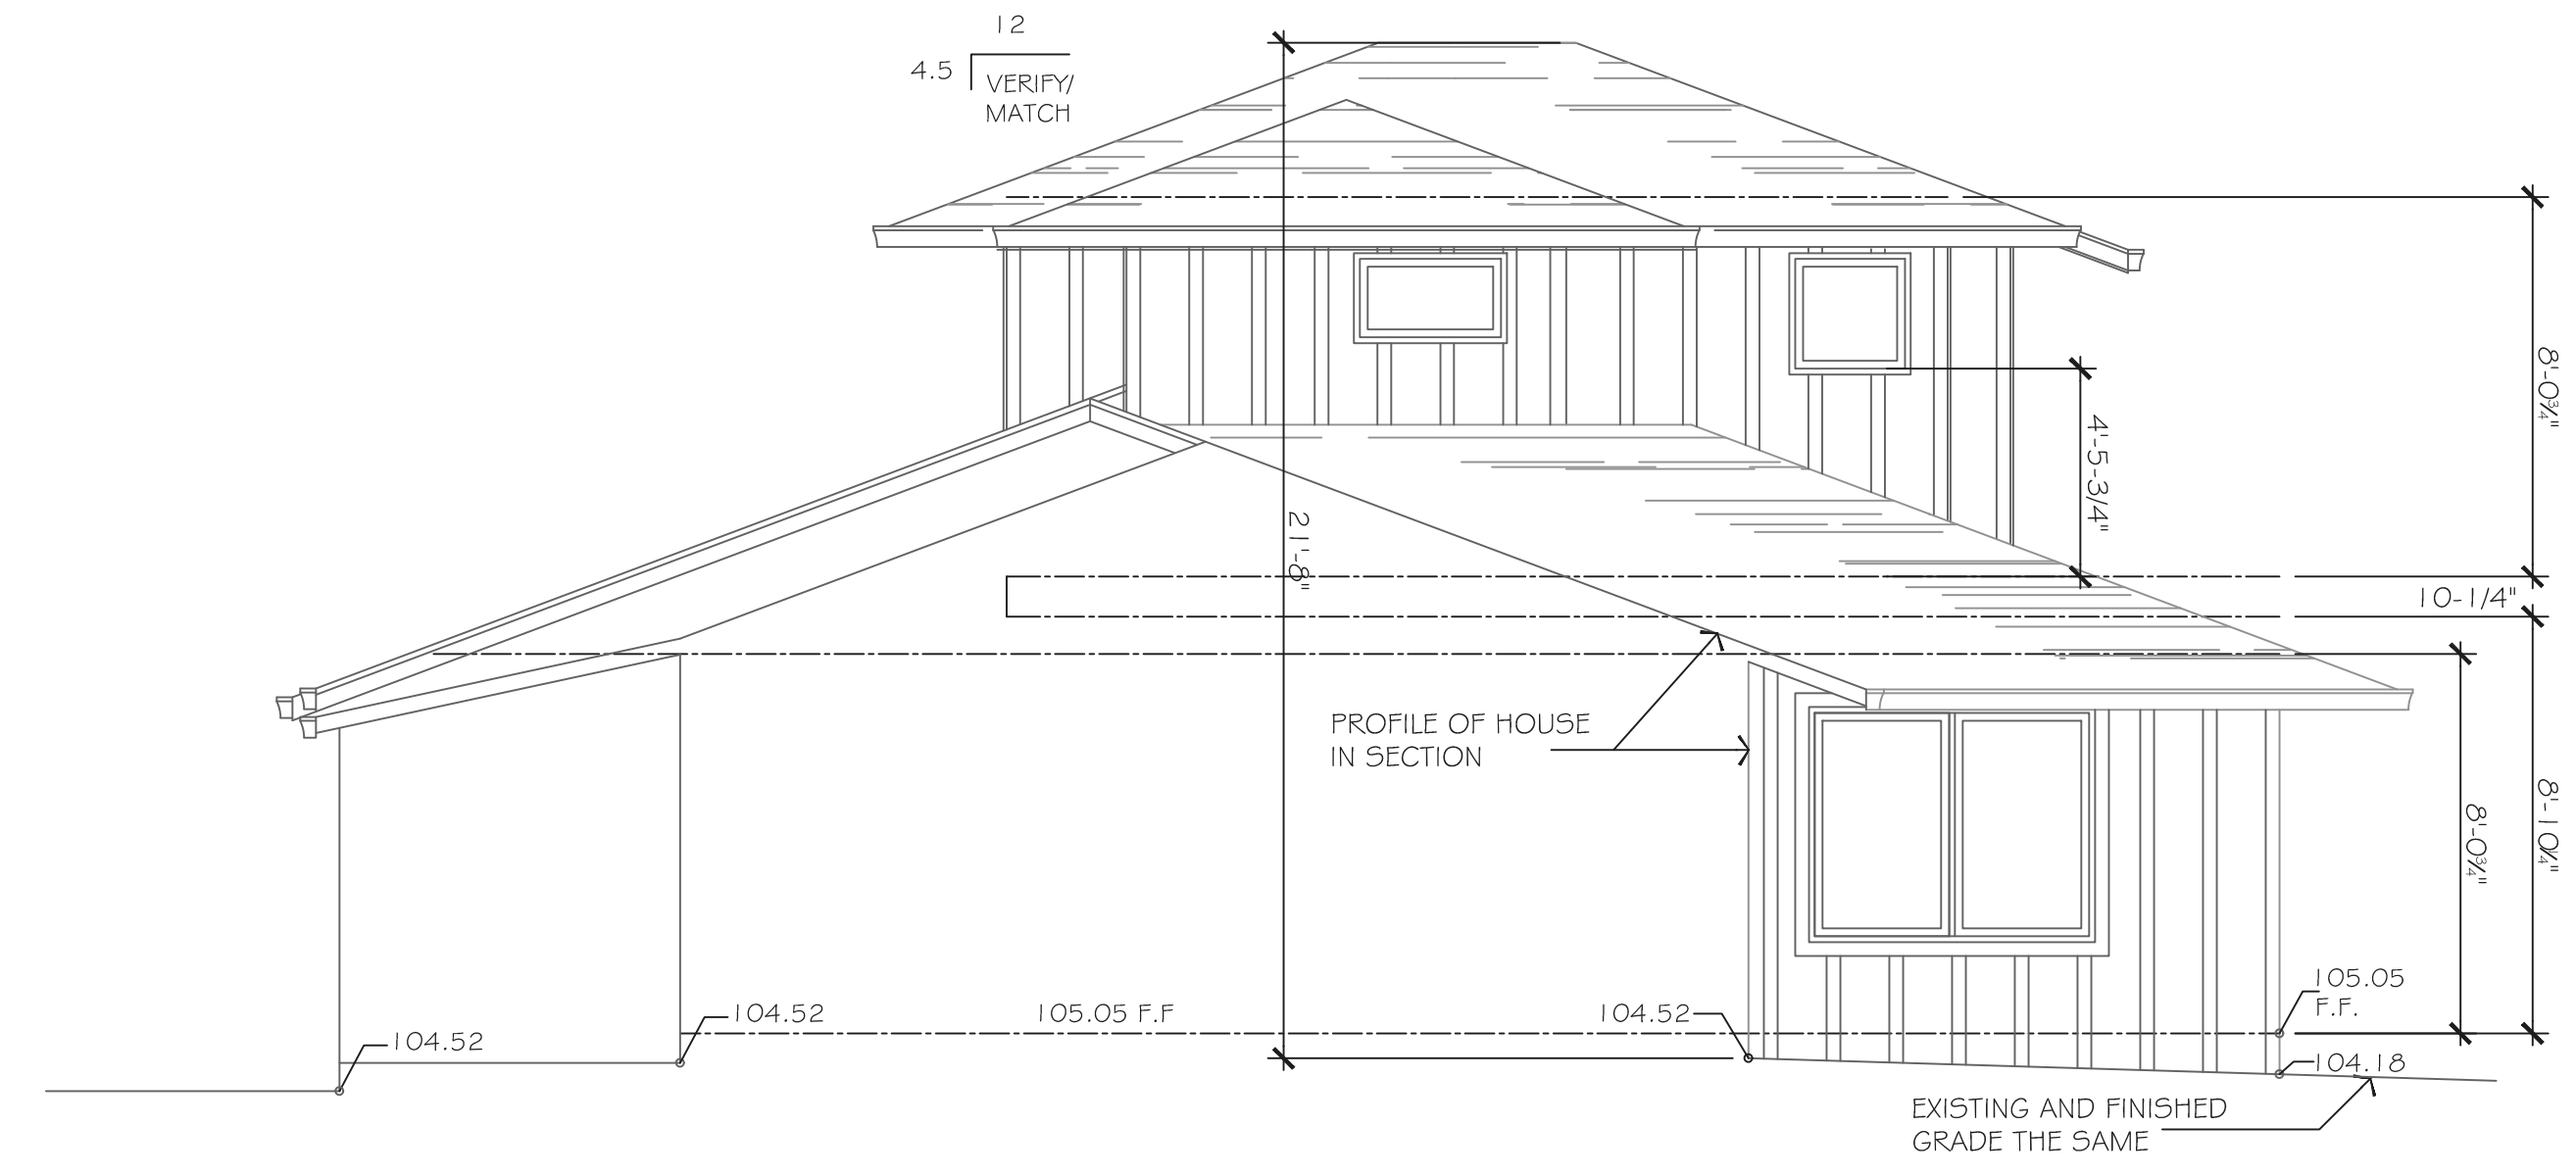 12
4.5
VERIFY/
MATCH
8'-0¾"
4'-5-3/4"
21'-8"
10-1/4"
PROFILE OF HOUSE
IN SECTION
8'-0¾"
8'-10¼"
105.05
F.F.
104.52
105.05 F.F
104.52
104.52
104.18
EXISTING AND FINISHED
GRADE THE SAME